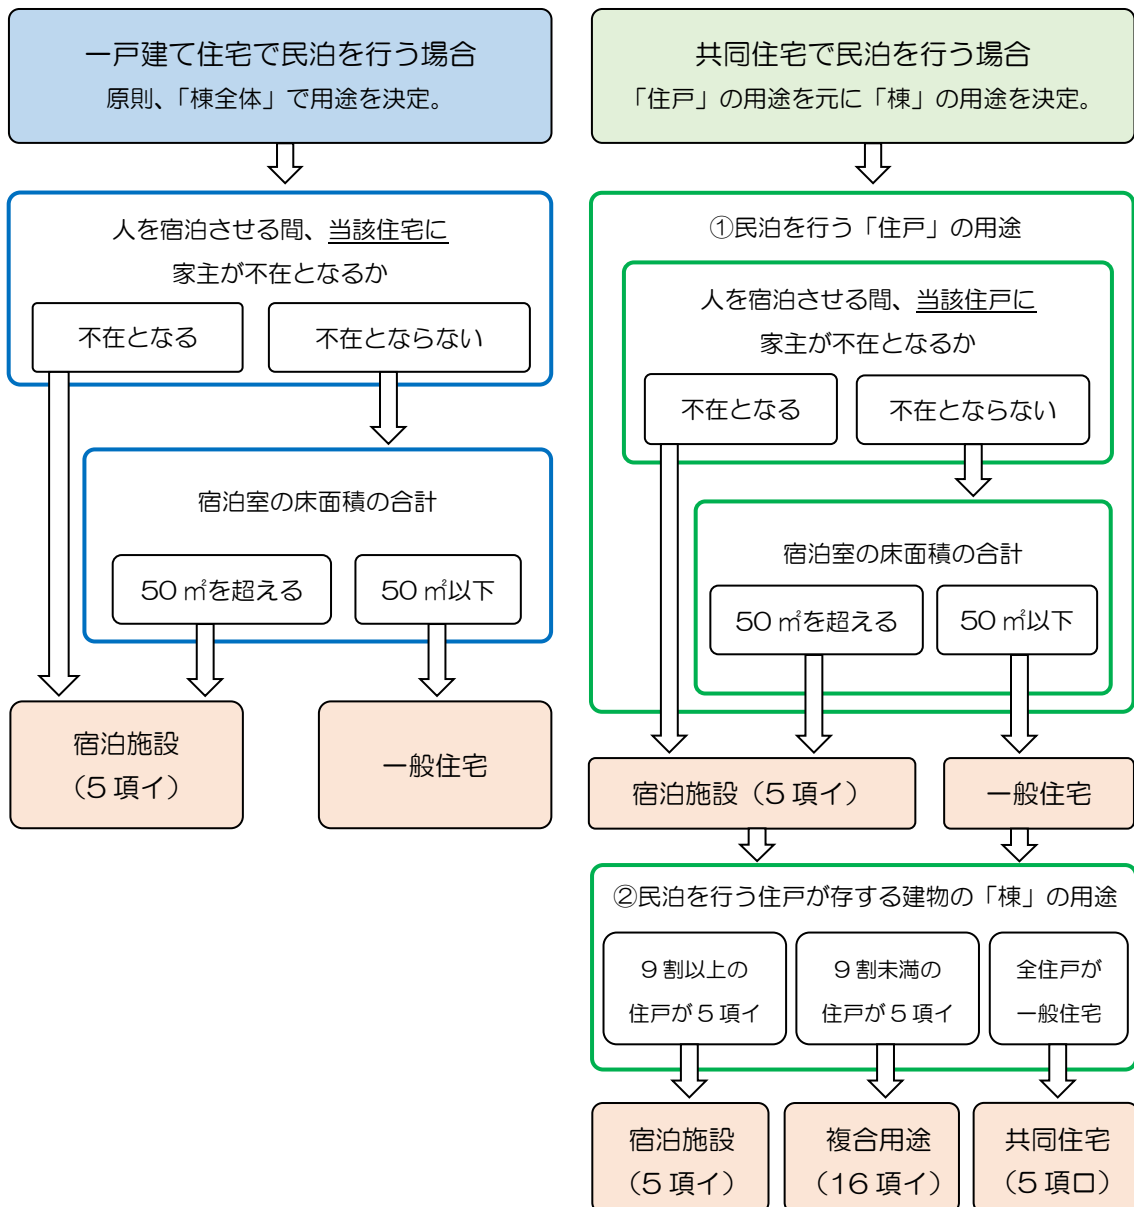 一戸建て住宅で民泊を行う場合
原則、「棟全体」で用途を決定。
人を宿泊させる間、当該住宅に
家主が不在となるか
不在となる
不在とならない
宿泊室の床面積の合計
50㎡を超える
50㎡以下
宿泊施設
（5項イ）
一般住宅
共同住宅で民泊を行う場合
「住戸」の用途を元に「棟」の用途を決定。
①民泊を行う「住戸」の用途
人を宿泊させる間、当該住戸に
家主が不在となるか
不在となる
不在とならない
宿泊室の床面積の合計
50㎡を超える
50㎡以下
宿泊施設（5項イ）
一般住宅
②民泊を行う住戸が存する建物の「棟」の用途
9割以上の
住戸が5項イ
9割未満の
住戸が5項イ
全住戸が
一般住宅
宿泊施設
（5項イ）
複合用途
（16項イ）
共同住宅
（5項ロ）